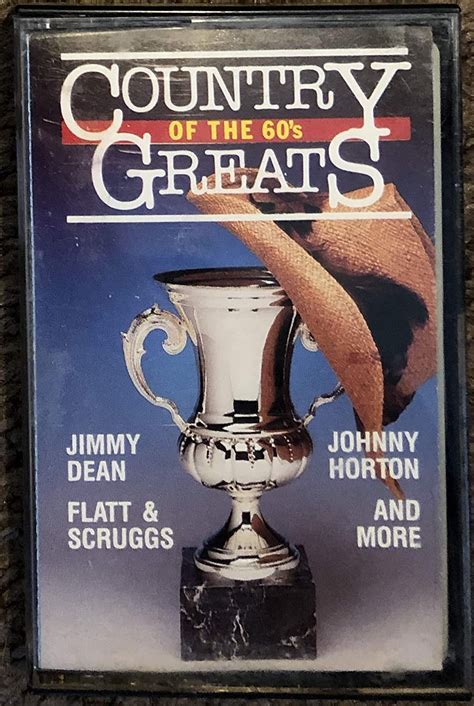 COUNTRY
OF THE 60's
GREATS
JIMMY
DEAN
FLATT &
SCRUGGS
JOHNNY
HORTON
AND
MORE